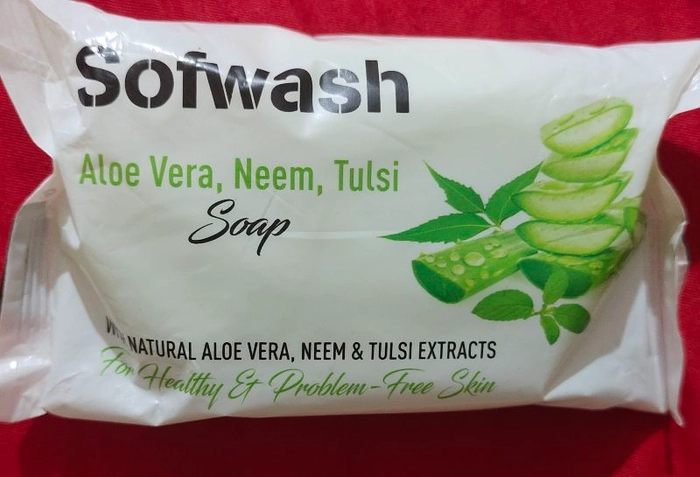 Sofwash
Aloe Vera, Neem, Tulsi
Soap
NATURAL ALOE VERA, NEEM & TULSI EXTRACTS
For Healthy & Problem-Free Skin